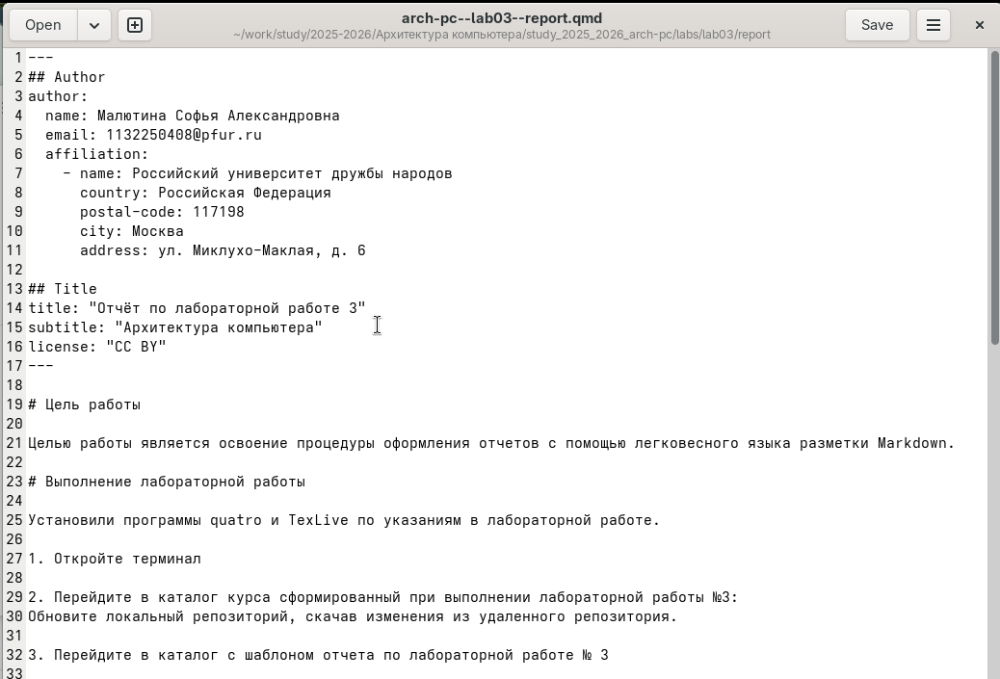 Open
arch-pc--lab03--report.qmd
~/work/study/2025-2026/Архитектура компьютера/study_2025_2026_arch-pc/labs/lab03/report
Save
1 ---
2 ## Author
3 author:
4   name: Малютина Софья Александровна
5   email: 1132250408@pfur.ru
6   affiliation:
7     - name: Российский университет дружбы народов
8       country: Российская Федерация
9       postal-code: 117198
10       city: Москва
11       address: ул. Миклухо-Маклая, д. 6
12
13 ## Title
14 title: "Отчёт по лабораторной работе 3"
15 subtitle: "Архитектура компьютера"
16 license: "CC BY"
17 ---
18
19 # Цель работы
20
21 Целью работы является освоение процедуры оформления отчетов с помощью легковесного языка разметки Markdown.
22
23 # Выполнение лабораторной работы
24
25 Установили программы quatro и TexLive по указаниям в лабораторной работе.
26
27 1. Откройте терминал
28
29 2. Перейдите в каталог курса сформированный при выполнении лабораторной работы №3:
30 Обновите локальный репозиторий, скачав изменения из удаленного репозитория.
31
32 3. Перейдите в каталог с шаблоном отчета по лабораторной работе № 3
33